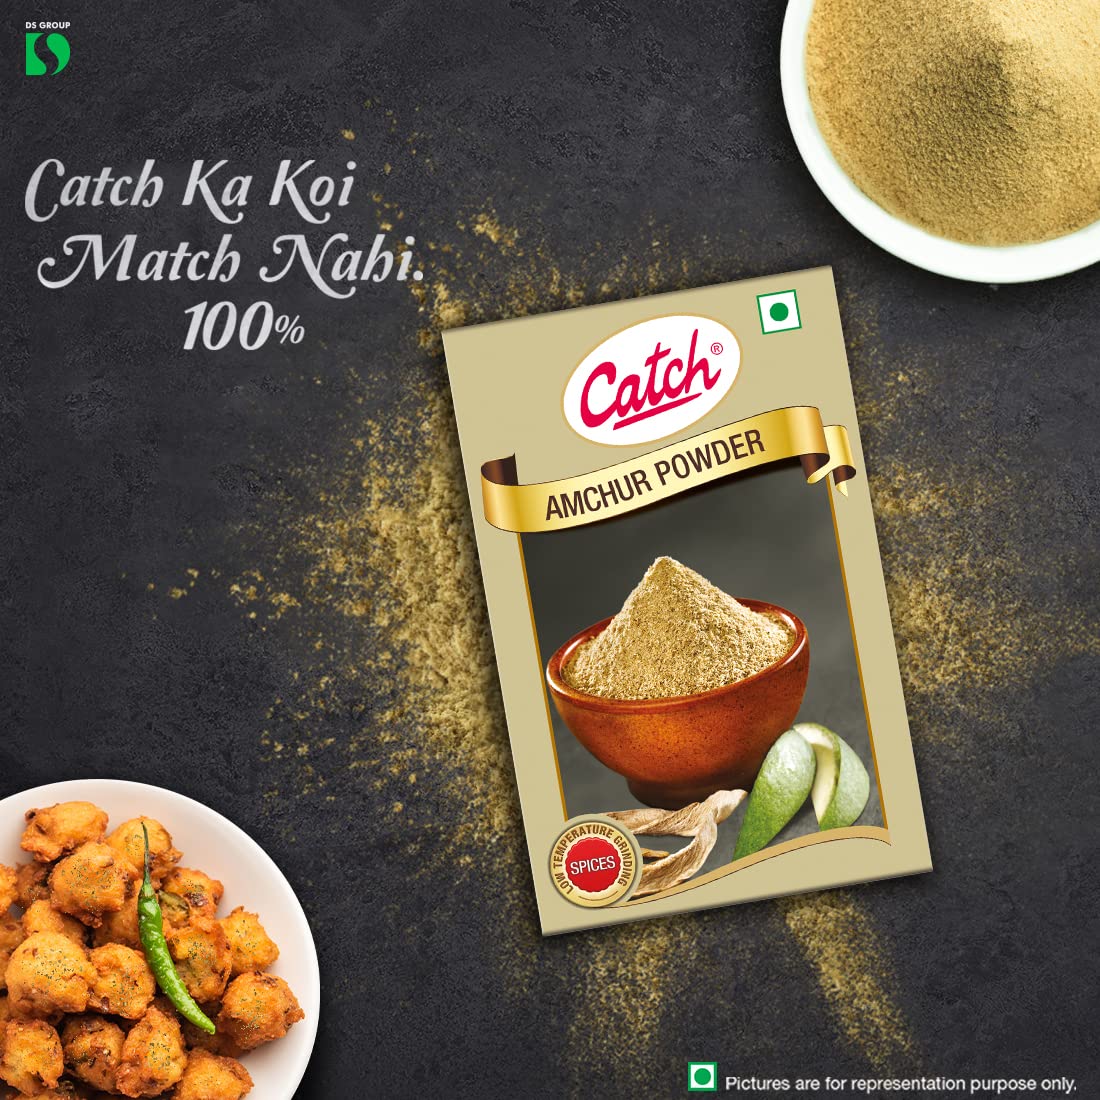 DS GROUP
Catch Ka Koi
Match Nahi.
100%
Catch®
AMCHUR POWDER
LOW TEMPERATURE GRINDING
SPICES
Pictures are for representation purpose only.